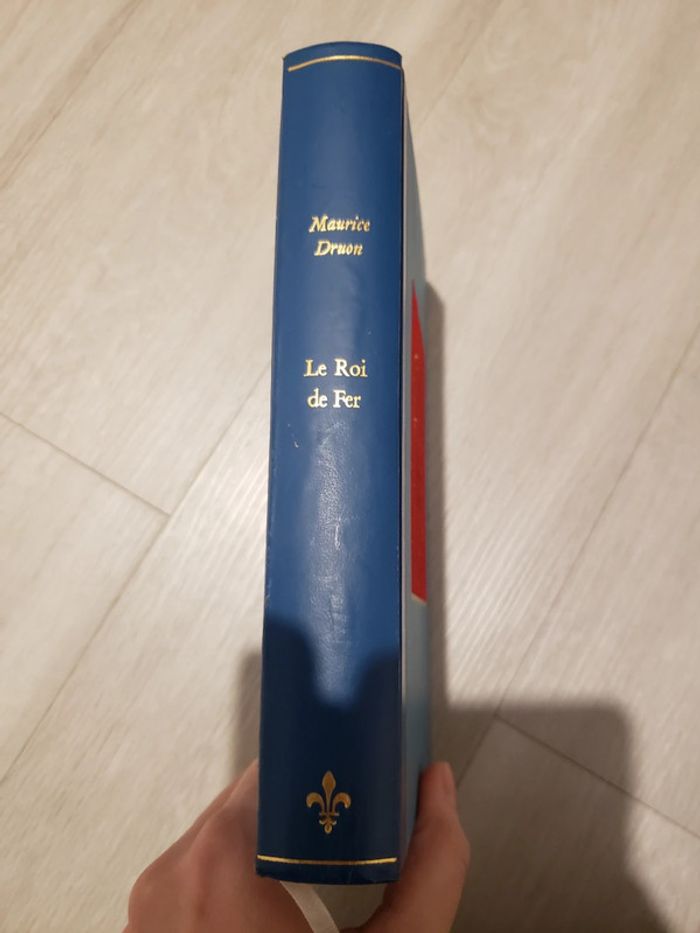 Maurice
Druon
Le Roi
de Fer